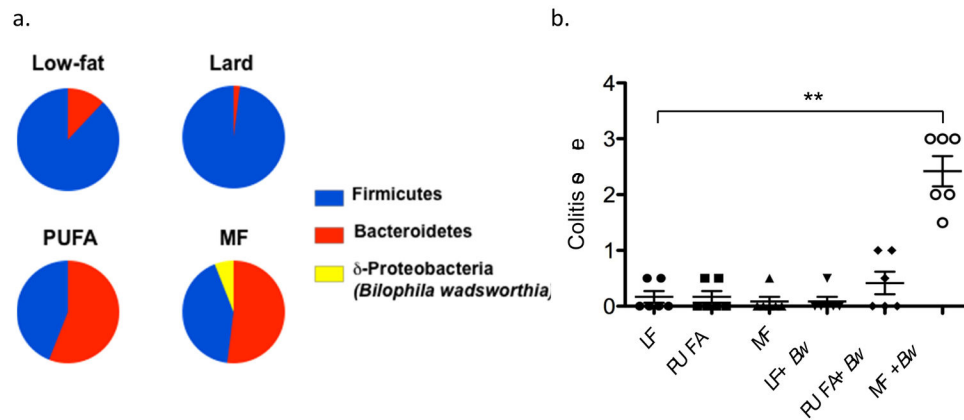 a.
Low-fat
Lard
PUFA
MF
Firmicutes
Bacteroidetes
δ-Proteobacteria
(Bilophila wadsworthia)
b.
**
4
3
2
1
0
Colitis
LF
PU FA
MF
LF+ Bw
PU FA+ Bw
MF +Bw